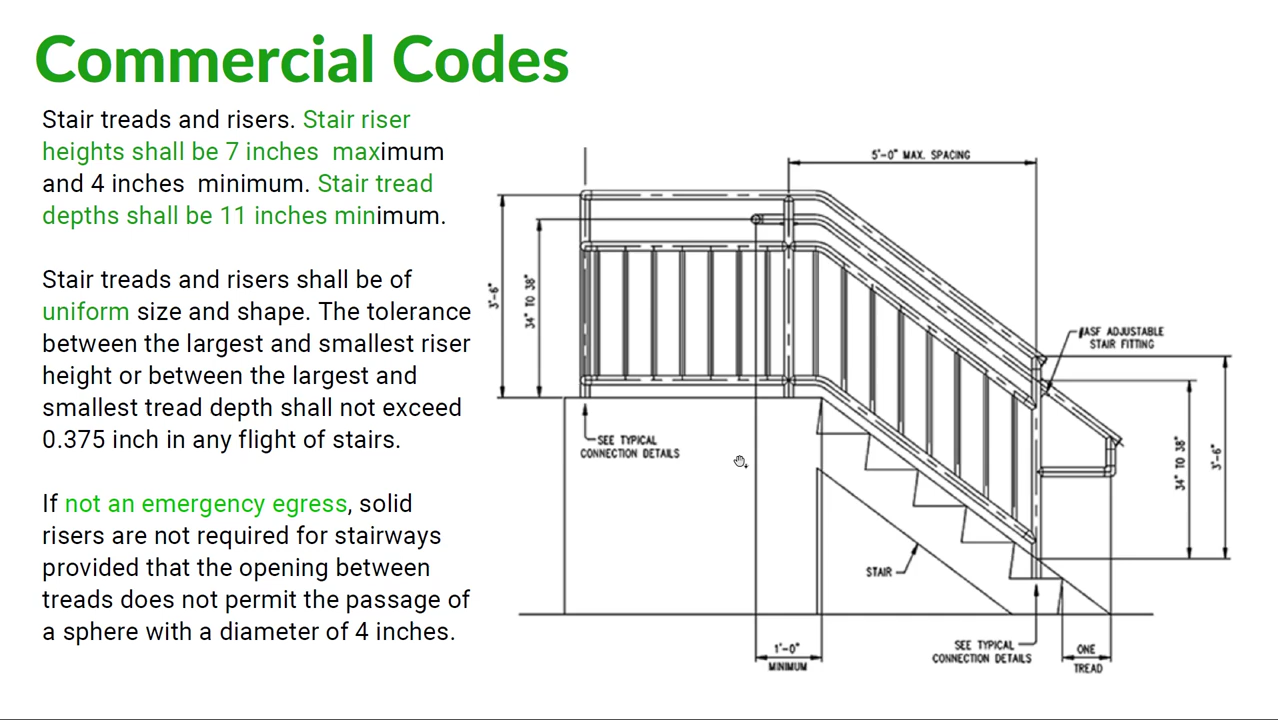 Commercial Codes
Stair treads and risers. Stair riser
heights shall be 7 inches  maximum
and 4 inches  minimum. Stair tread
depths shall be 11 inches minimum.
Stair treads and risers shall be of
uniform size and shape. The tolerance
between the largest and smallest riser
height or between the largest and
smallest tread depth shall not exceed
0.375 inch in any flight of stairs.
If not an emergency egress, solid
risers are not required for stairways
provided that the opening between
treads does not permit the passage of
a sphere with a diameter of 4 inches.
5'-0" MAX. SPACING
3'-6"
34" TO 38"
ASF ADJUSTABLE
STAIR FITTING
SEE TYPICAL
CONNECTION DETAILS
34" TO 38"
3'-6"
STAIR
1'-0"
MINIMUM
SEE TYPICAL
CONNECTION DETAILS
ONE
TREAD